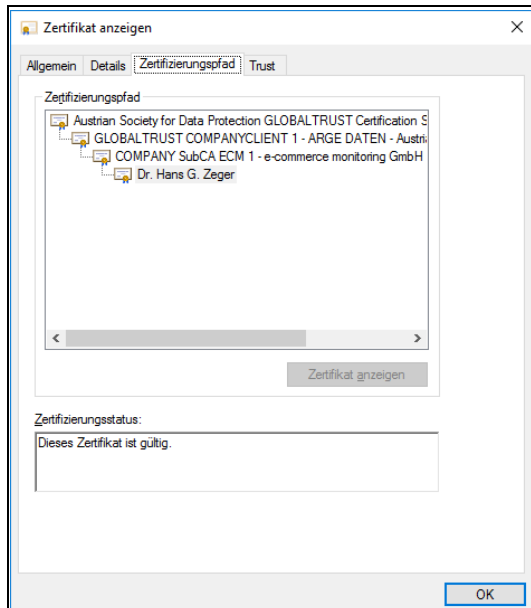 Zertifikat anzeigen
Allgemein Details Zertifizierungspfad Trust
Zertifizierungspfad
Austrian Society for Data Protection GLOBALTRUST Certification S
GLOBALTRUST COMPANYCLIENT 1 - ARGE DATEN - Austri
COMPANY SubCA ECM 1 - e-commerce monitoring GmbH
Dr. Hans G. Zeger
Zertifikat anzeigen
Zertifizierungsstatus:
Dieses Zertifikat ist gültig.
OK